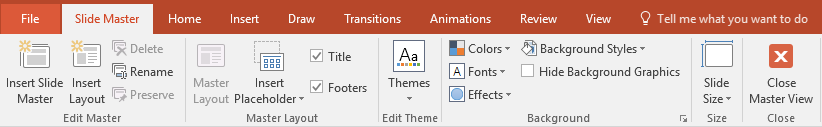 File Slide Master Home Insert Draw Transitions Animations Review View Tell me what you want to do
Insert Slide Master
Insert Layout
Delete
Rename
Preserve
Edit Master
Master Layout
Insert Placeholder
Title
Footers
Master Layout
Aa
Themes
Edit Theme
Colors
A Fonts
Effects
Background Styles
Hide Background Graphics
Background
Slide Size
Size
Close Master View
Close